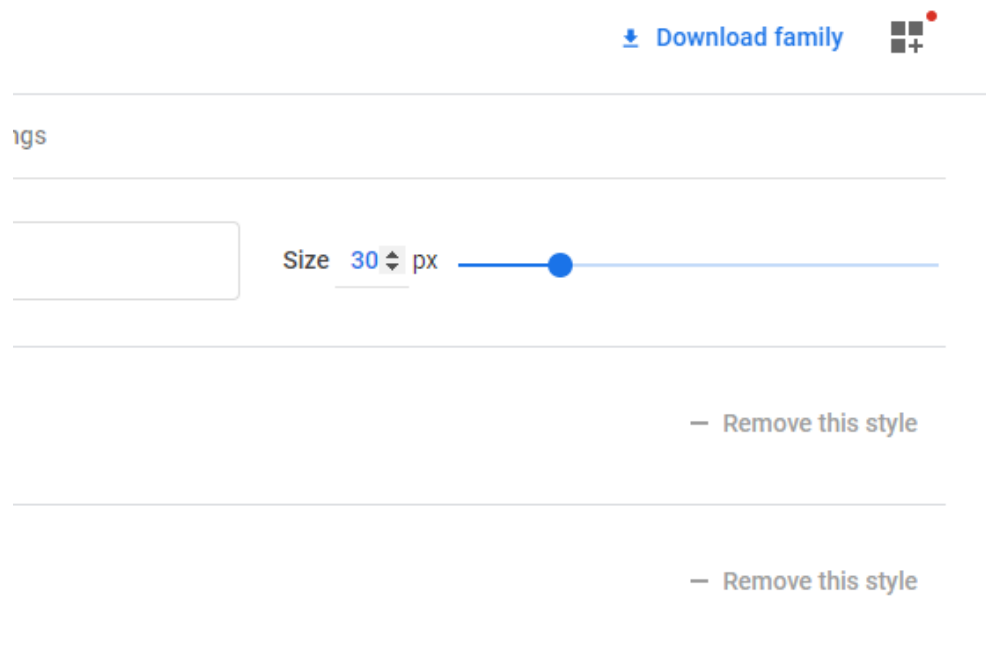 Download family
ngs
Size 30 px
— Remove this style
— Remove this style